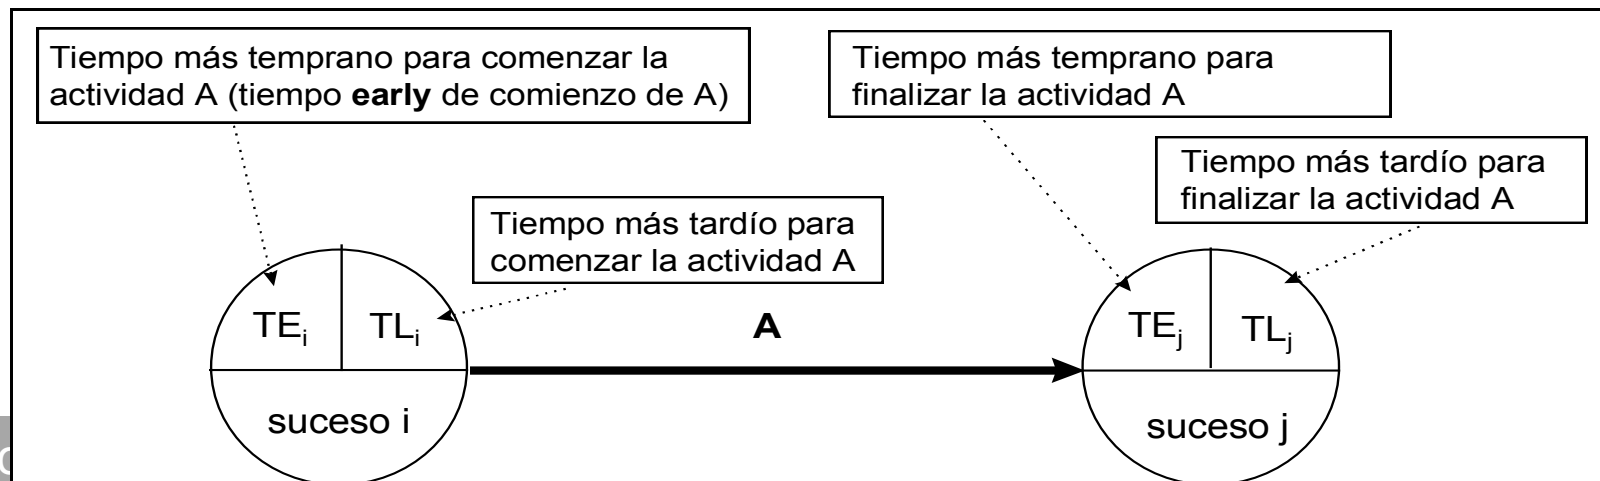 Tiempo más temprano para comenzar la
actividad A (tiempo early de comienzo de A)
Tiempo más temprano para
finalizar la actividad A
Tiempo más tardío para
finalizar la actividad A
Tiempo más tardío para
comenzar la actividad A
TEi
TLi
A
TEj
TLj
suceso i
suceso j